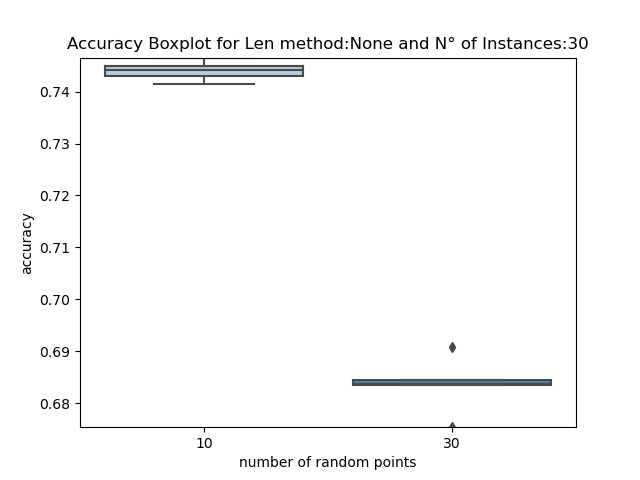 Accuracy Boxplot for Len method:None and N° of Instances:30
0.74
0.73
0.72
0.71
0.70
0.69
0.68
accuracy
10 30
number of random points